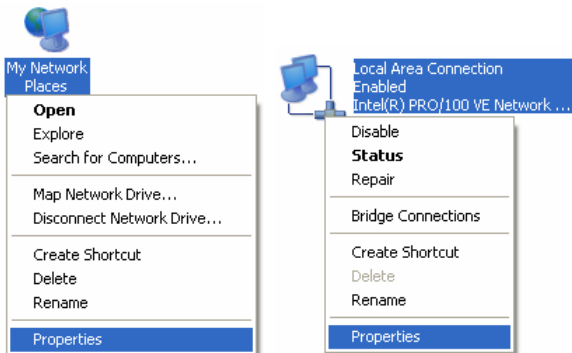 My Network
Places
Open
Explore
Search for Computers...
Map Network Drive...
Disconnect Network Drive...
Create Shortcut
Delete
Rename
Properties
Local Area Connection
Enabled
Intel(R) PRO/100 VE Network ...
Disable
Status
Repair
Bridge Connections
Create Shortcut
Delete
Rename
Properties